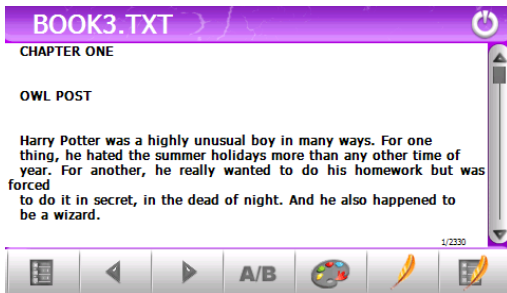 BOOK3.TXT
CHAPTER ONE
OWL POST
Harry Potter was a highly unusual boy in many ways. For one
thing, he hated the summer holidays more than any other time of
year. For another, he really wanted to do his homework but was
forced
to do it in secret, in the dead of night. And he also happened to
be a wizard.
1/2330
A/B